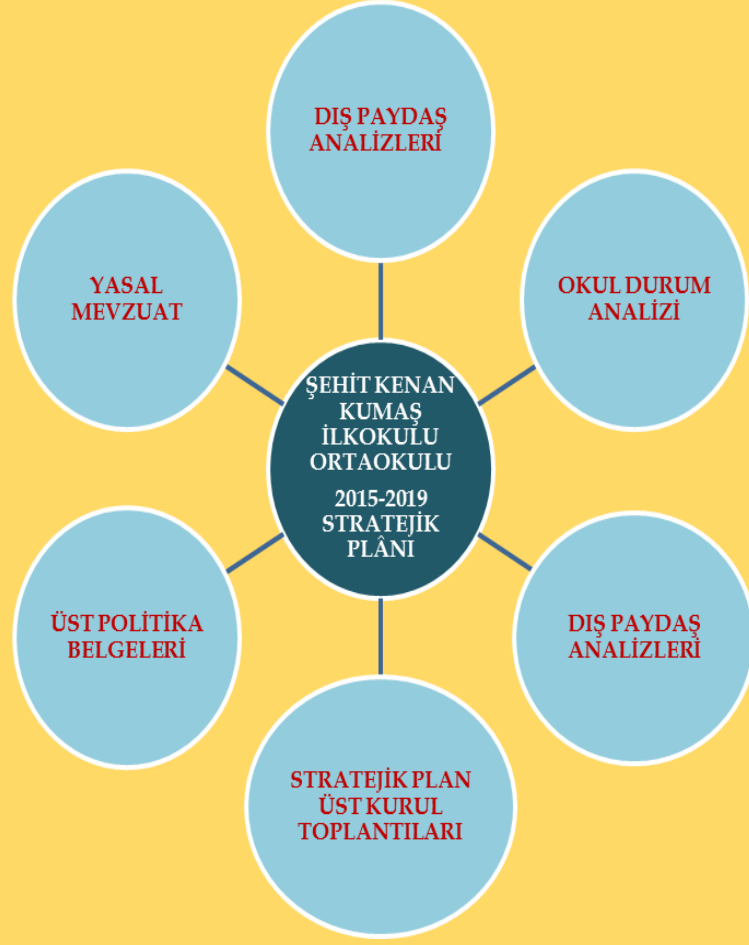 DIŞ PAYDAŞ
ANALİZLERİ
YASAL
MEVZUAT
OKUL DURUM
ANALİZİ
ŞEHİT KENAN
KUMAŞ
İLKOKULU
ORTAOKULU
2015-2019
STRATEJİK
PLÂNI
ÜST POLİTİKA
BELGELERİ
DIŞ PAYDAŞ
ANALİZLERİ
STRATEJİK PLAN
ÜST KURUL
TOPLANTILARI